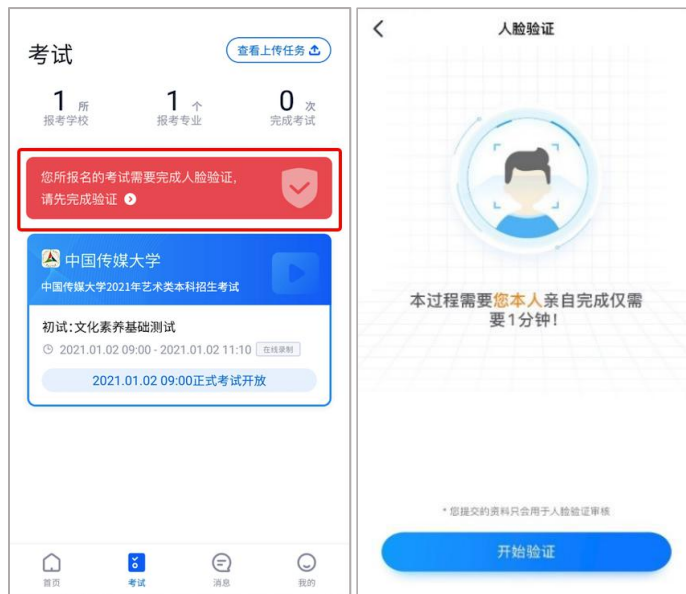 考试
查看上传任务
1 所
报考学校
1 个
报考专业
0 次
完成考试
您所报名的考试需要完成人脸验证,
请先完成验证
中国传媒大学
中国传媒大学2021年艺术类本科招生考试
初试:文化素养基础测试
2021.01.02 09:00 - 2021.01.02 11:10 在线录制
2021.01.02 09:00正式考试开放
首页
考试
消息
我的
人脸验证
本过程需要您本人亲自完成仅需
要1分钟!
* 您提交的资料只会用于人脸验证审核
开始验证